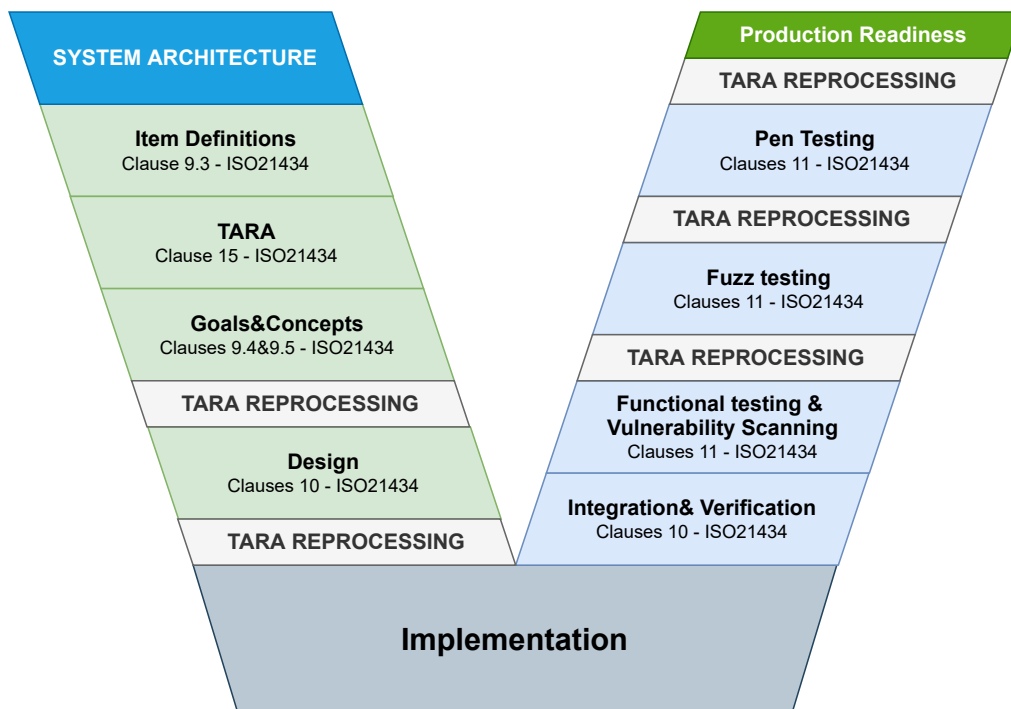 SYSTEM ARCHITECTURE
Item Definitions
Clause 9.3 - ISO21434
TARA
Clause 15 - ISO21434
Goals&Concepts
Clauses 9.4&9.5 - ISO21434
TARA REPROCESSING
Design
Clauses 10 - ISO21434
TARA REPROCESSING
Implementation
Production Readiness
TARA REPROCESSING
Pen Testing
Clauses 11 - ISO21434
TARA REPROCESSING
Fuzz testing
Clauses 11 - ISO21434
TARA REPROCESSING
Functional testing &
Vulnerability Scanning
Clauses 11 - ISO21434
Integration& Verification
Clauses 10 - ISO21434